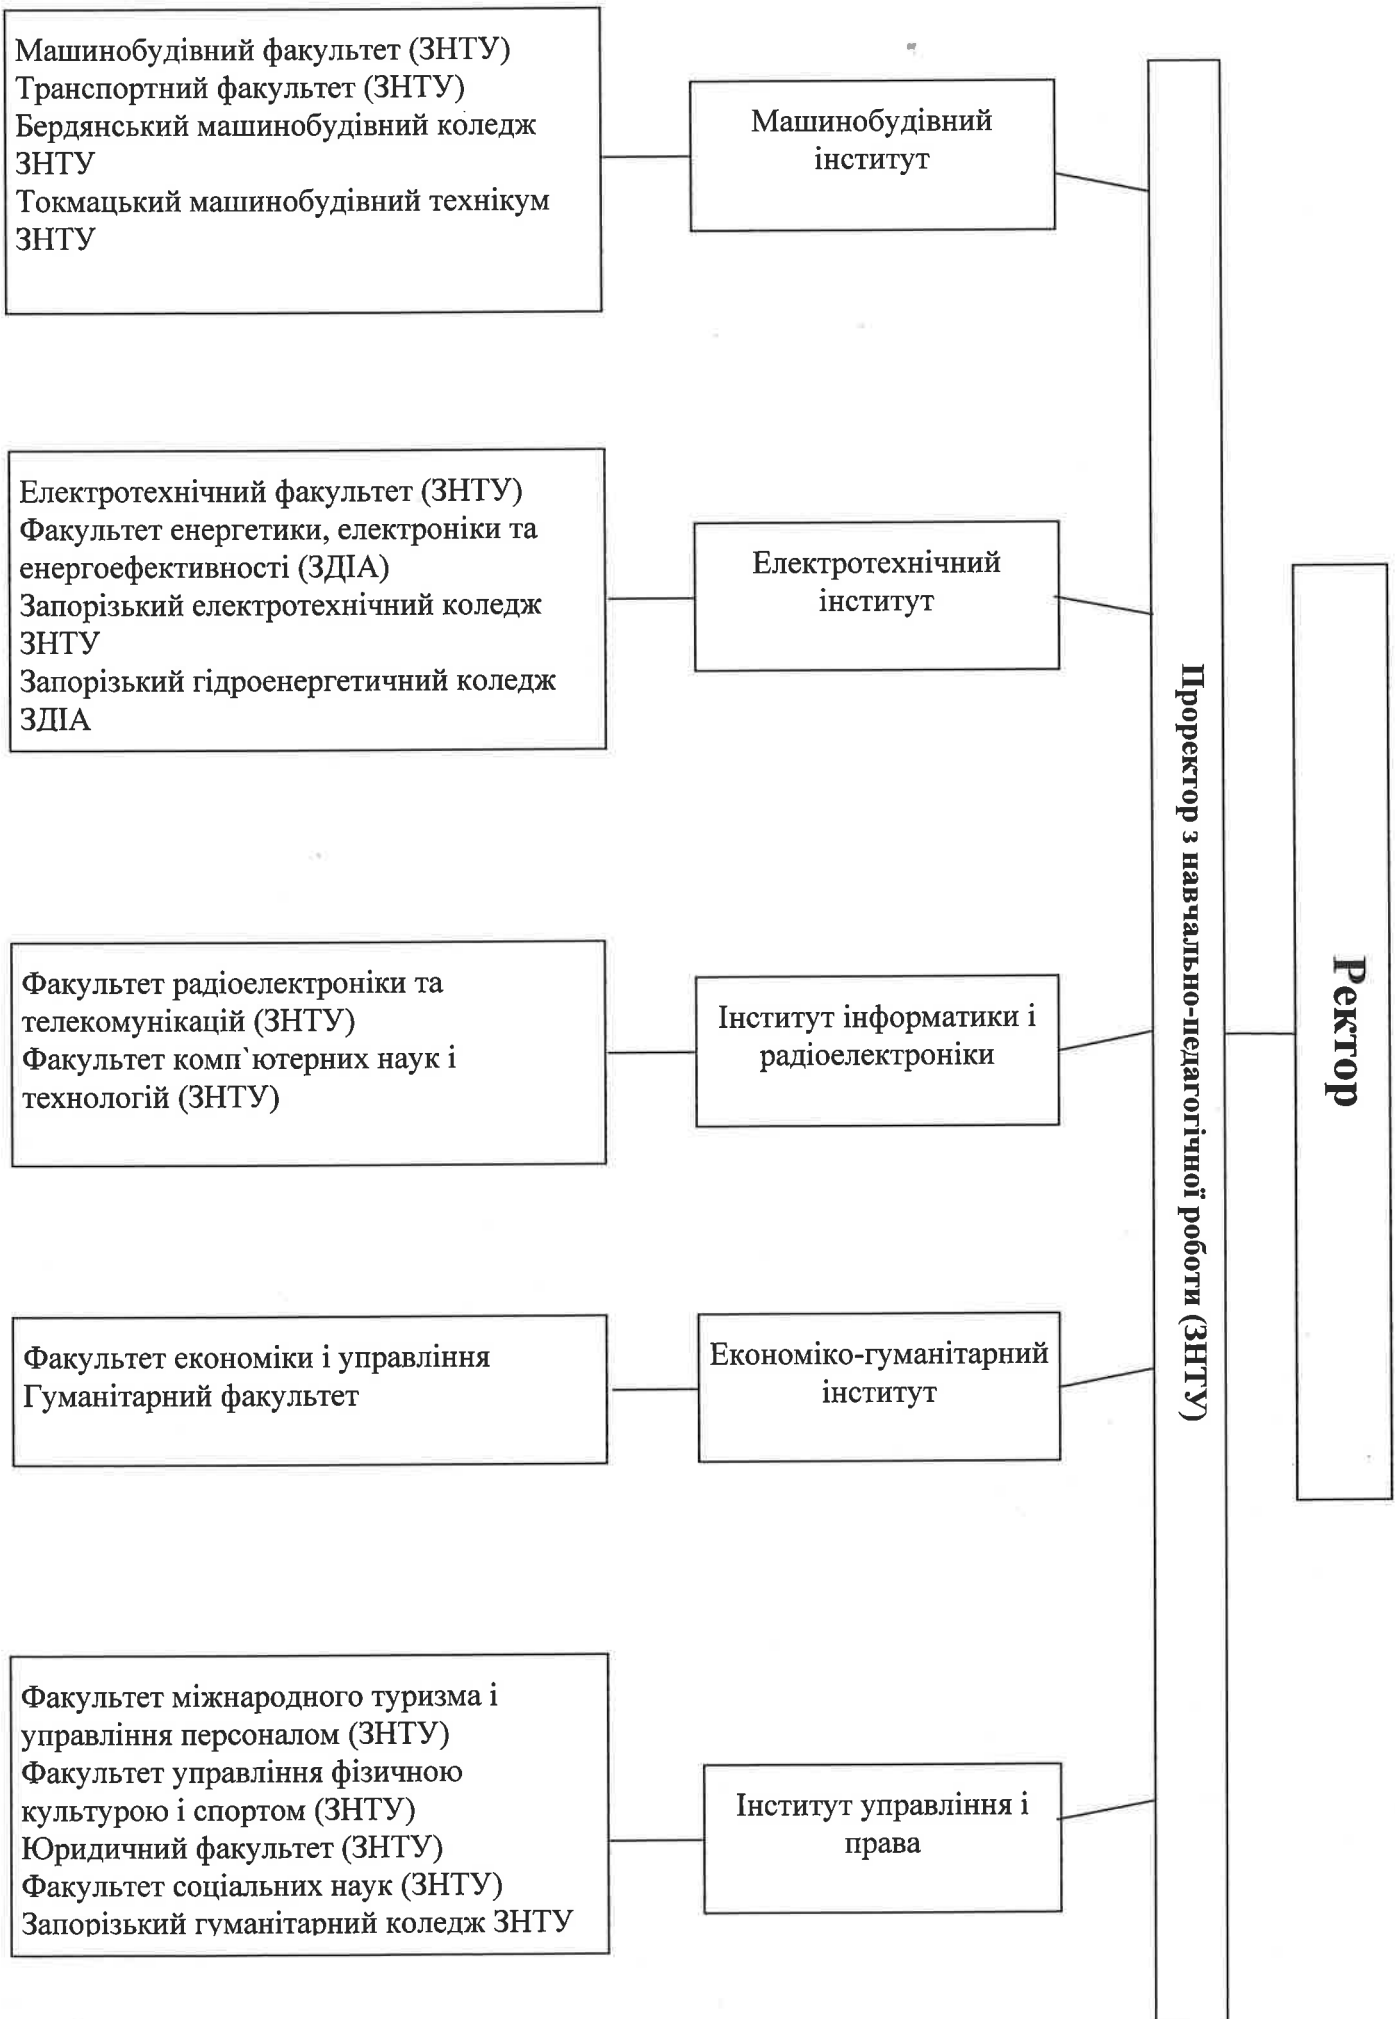 Машинобудівний факультет (ЗНТУ)
Транспортний факультет (ЗНТУ)
Бердянський машинобудівний коледж
ЗНТУ
Токмацький машинобудівний технікум
ЗНТУ
Машинобудівний
інститут
Електротехнічний факультет (ЗНТУ)
Факультет енергетики, електроніки та
енергоефективності (ЗДІА)
Запорізький електротехнічний коледж
ЗНТУ
Запорізький гідроенергетичний коледж
ЗДІА
Електротехнічний
інститут
Факультет радіоелектроніки та
телекомунікацій (ЗНТУ)
Факультет комп`ютерних наук і
технологій (ЗНТУ)
Інститут інформатики і
радіоелектроніки
Факультет економіки і управління
Гуманітарний факультет
Економіко-гуманітарний
інститут
Факультет міжнародного туризма і
управління персоналом (ЗНТУ)
Факультет управління фізичною
культурою і спортом (ЗНТУ)
Юридичний факультет (ЗНТУ)
Факультет соціальних наук (ЗНТУ)
Запорізький гуманітарний коледж ЗНТУ
Інститут управління і
права
Проректор з навчально-педагогічної роботи (ЗНТУ)
Ректор